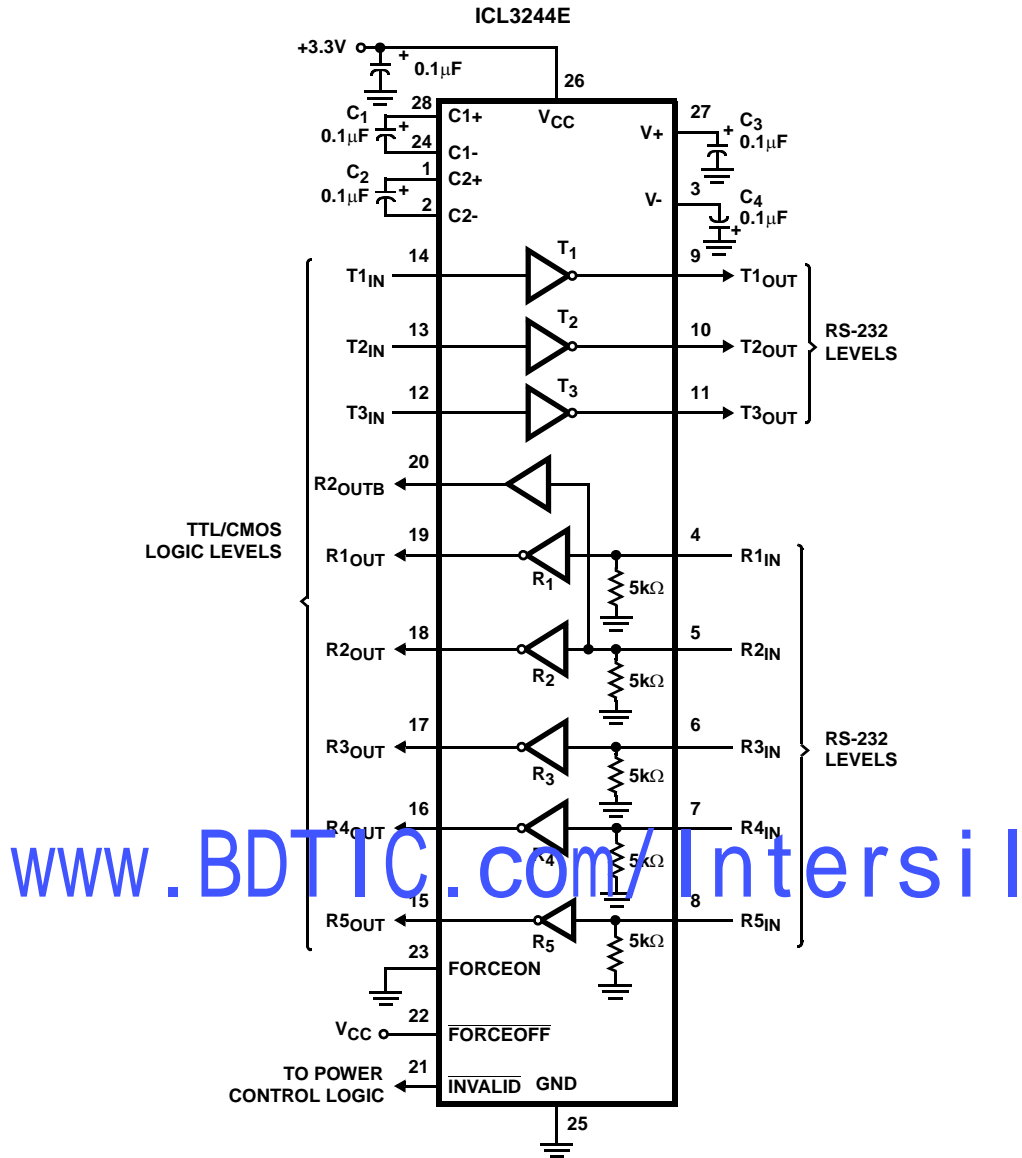 ICL3244E
+3.3V
+
0.1μF
26
VCC
C1
0.1μF
+
28
C1+
24
C1-
C2
0.1μF
+
1
C2+
2
C2-
27
V+
+
C3
0.1μF
3
V-
C4
0.1μF
+
T1IN
14
T1
9
T1OUT
T2IN
13
T2
10
T2OUT
T3IN
12
T3
11
T3OUT
RS-232
LEVELS
R2OUTB
20
TTL/CMOS
LOGIC LEVELS
R1OUT
19
R1
5kΩ
4
R1IN
R2OUT
18
R2
5kΩ
5
R2IN
R3OUT
17
R3
5kΩ
6
R3IN
RS-232
LEVELS
R4OUT
16
R4
5kΩ
7
R4IN
www.BDTIC.com/Intersil
R5OUT
15
R5
5kΩ
8
R5IN
23
FORCEON
VCC
22
FORCEOFF
TO POWER
CONTROL LOGIC
21
INVALID
GND
25